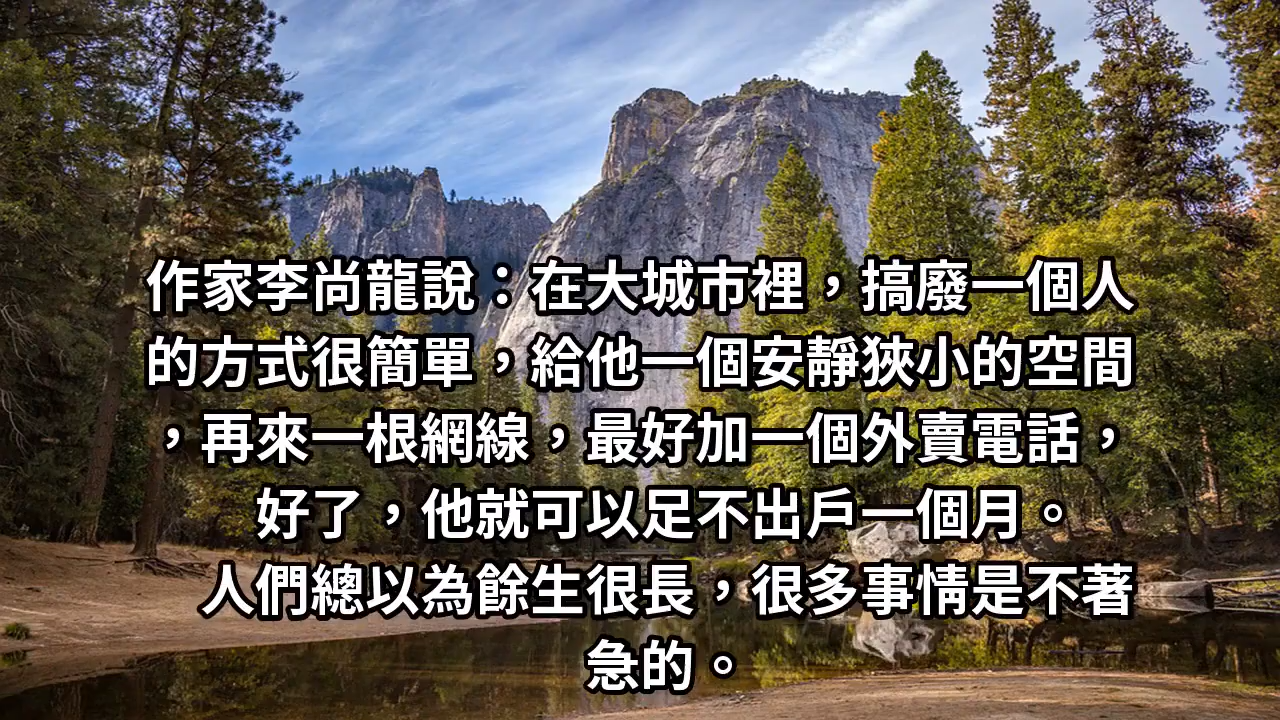 作家李尚龍說：在大城市裡，搞廢一個人
的方式很簡單，給他一個安靜狹小的空間
，再來一根網線，最好加一個外賣電話，
好了，他就可以足不出戶一個月。
人們總以為餘生很長，很多事情是不著
急的。